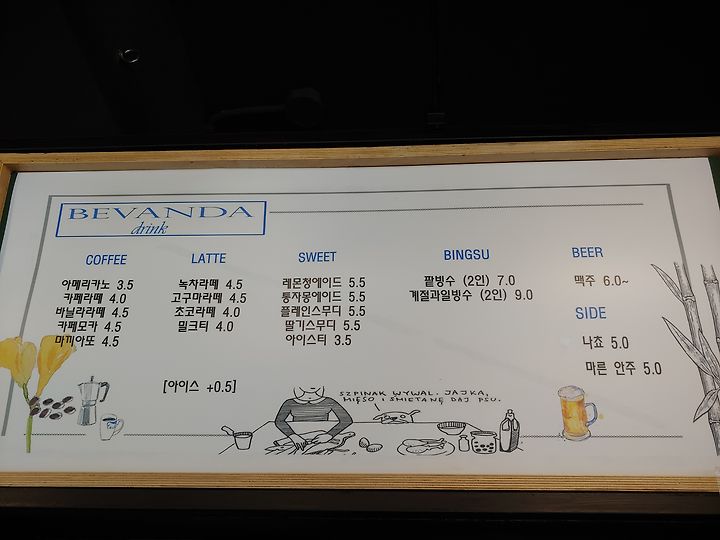 BEVANDA
drink
COFFEE
아메리카노 3.5
카페라떼 4.0
바닐라라떼 4.5
카페모카 4.5
마끼아또 4.5
LATTE
녹차라떼 4.5
고구마라떼 4.5
초코라떼 4.0
밀크티 4.0
[아이스 +0.5]
SWEET
레몬청에이드 5.5
통자몽에이드 5.5
플레인스무디 5.5
딸기스무디 5.5
아이스티 3.5
BINGSU
팥빙수 (2인) 7.0
계절과일빙수 (2인) 9.0
BEER
맥주 6.0~
SIDE
나쵸 5.0
마른 안주 5.0
SZPINAK WYWAL. JAJKA,
MIĘSO I ŚMIETANĘ DAJ PSU.